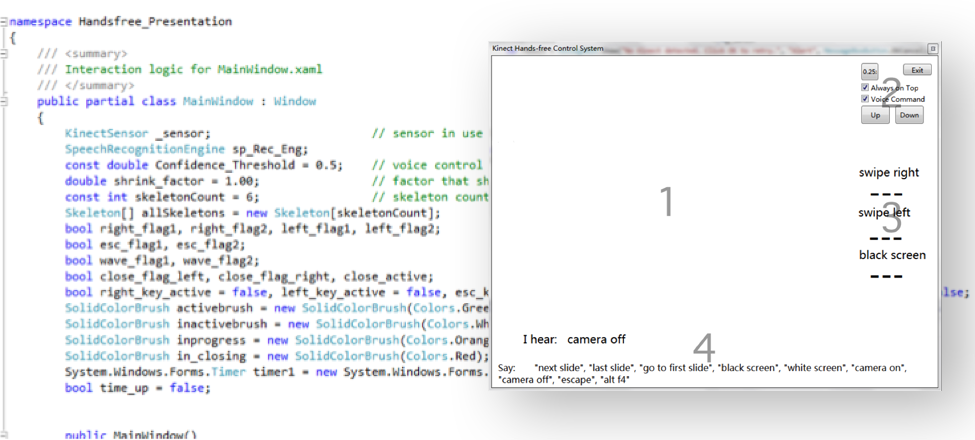 namespace Handsfree_Presentation
{
/// <summary>
/// Interaction logic for MainWindow.xaml
/// </summary>
public partial class MainWindow : Window
{
KinectSensor _sensor; // sensor in use
SpeechRecognitionEngine sp_Rec_Eng;
const double Confidence_Threshold = 0.5; // voice control
double shrink_factor = 1.00; // factor that sh
const int skeletonCount = 6; // skeleton count
Skeleton[] allSkeletons = new Skeleton[skeletonCount];
bool right_flag1, right_flag2, left_flag1, left_flag2;
bool esc_flag1, esc_flag2;
bool wave_flag1, wave_flag2;
bool close_flag_left, close_flag_right, close_active;
bool right_key_active = false, left_key_active = false, esc_k
lse;
SolidColorBrush activebrush = new SolidColorBrush(Colors.Gree
SolidColorBrush inactivebrush = new SolidColorBrush(Colors.Wh
SolidColorBrush inprogress = new SolidColorBrush(Colors.Orang
SolidColorBrush in_closing = new SolidColorBrush(Colors.Red);
System.Windows.Forms.Timer timer1 = new System.Windows.Forms.
bool time_up = false;
public MainWindow()
Kinect Hands-free Control System
0.25:
Exit
Always on Top
2
Voice Command
Up Down
1
swipe right
---
swipe left
3
---
black screen
---
I hear: camera off
4
Say: "next slide", "last slide", "go to first slide", "black screen", "white screen", "camera on",
"camera off", "escape", "alt f4"